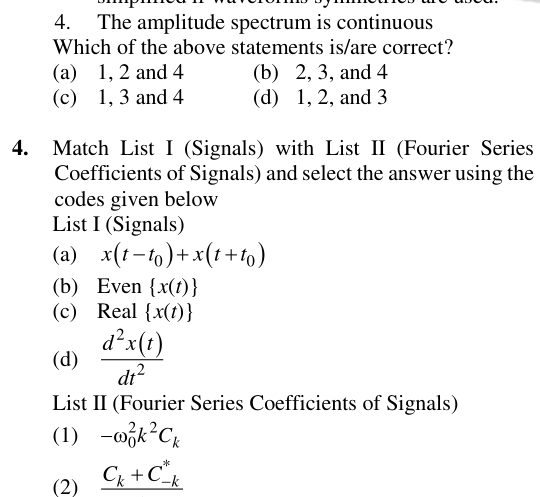 4. The amplitude spectrum is continuous
Which of the above statements is/are correct?
(a) 1, 2 and 4 (b) 2, 3, and 4
(c) 1, 3 and 4 (d) 1, 2, and 3
4. Match List I (Signals) with List II (Fourier Series
Coefficients of Signals) and select the answer using the
codes given below
List I (Signals)
(a) x(t−t₀)+x(t+t₀)
(b) Even {x(t)}
(c) Real {x(t)}
(d) d²x(t)/dt²
List II (Fourier Series Coefficients of Signals)
(1) −ω₀²k²Cₖ
(2) Cₖ + C*₋ₖ